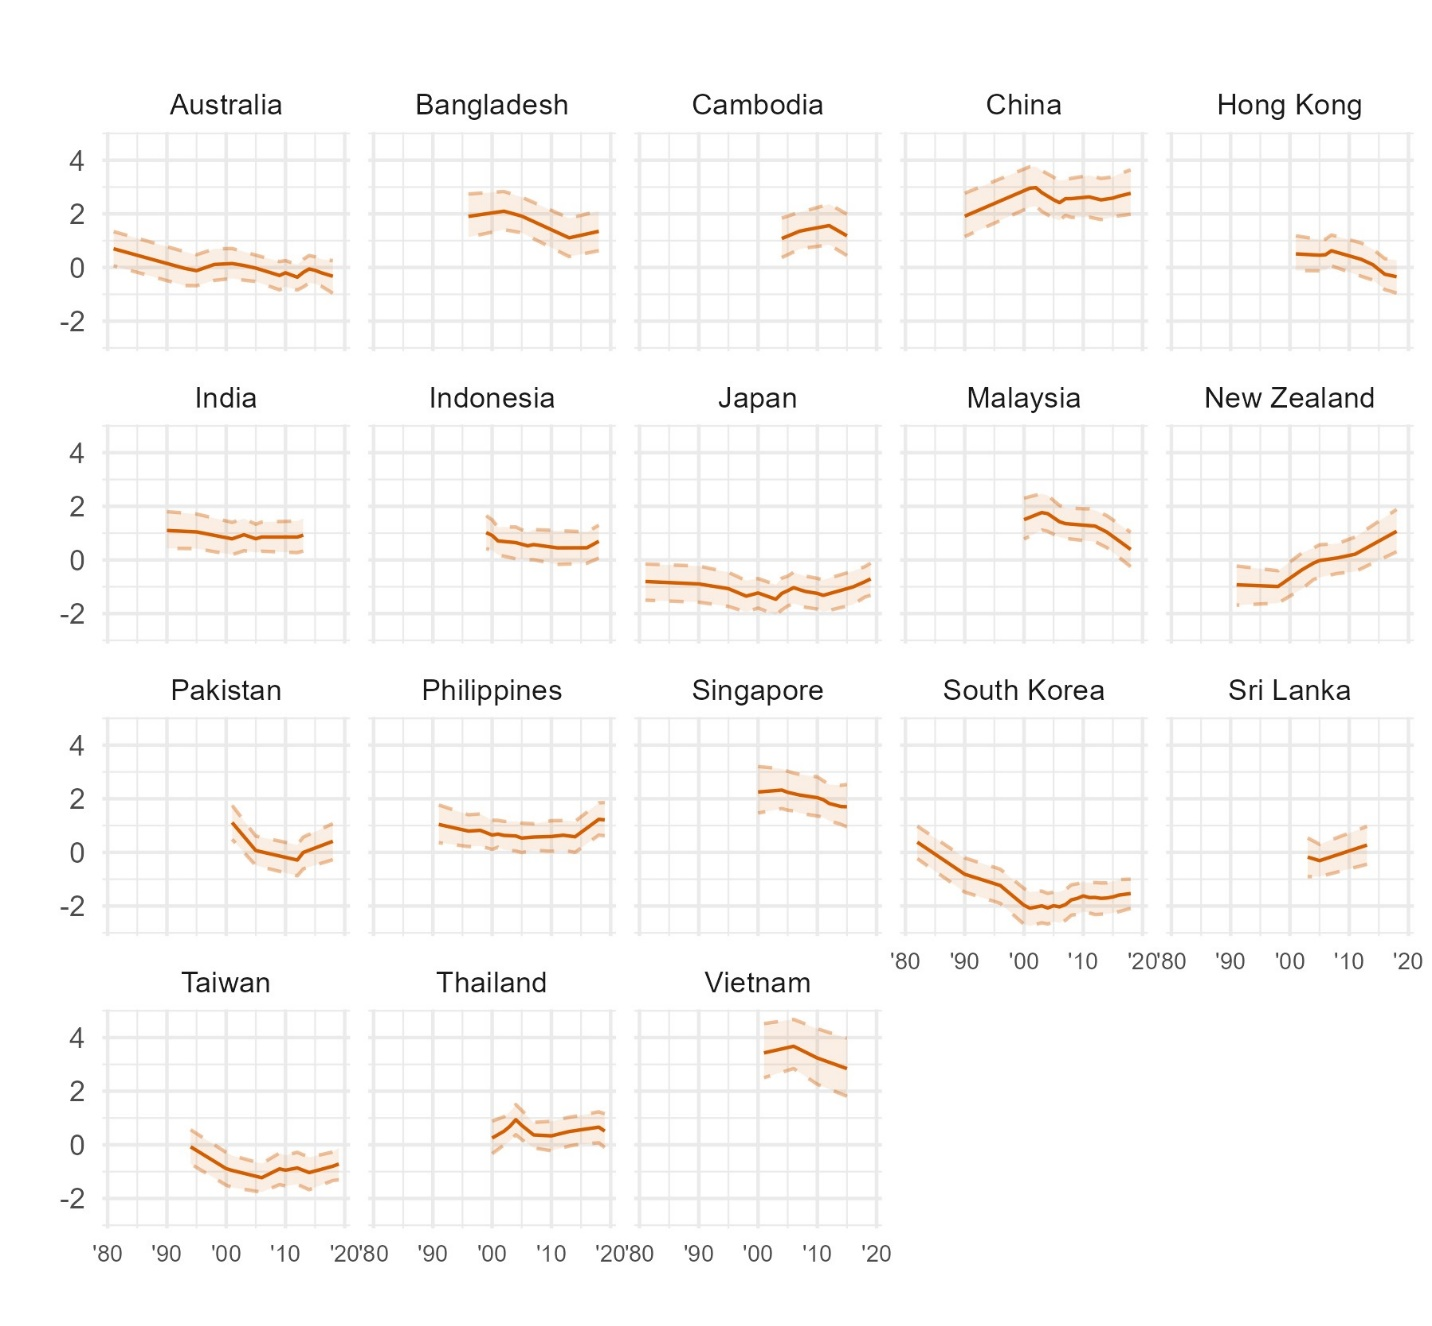 Australia Bangladesh Cambodia China Hong Kong
4
2
0
-2
India Indonesia Japan Malaysia New Zealand
4
2
0
-2
Pakistan Philippines Singapore South Korea Sri Lanka
4
2
0
-2
'80 '90 '00 '10 '20 '80 '90 '00 '10 '20
Taiwan Thailand Vietnam
4
2
0
-2
'80 '90 '00 '10 '20 '80 '90 '00 '10 '20 '80 '90 '00 '10 '20